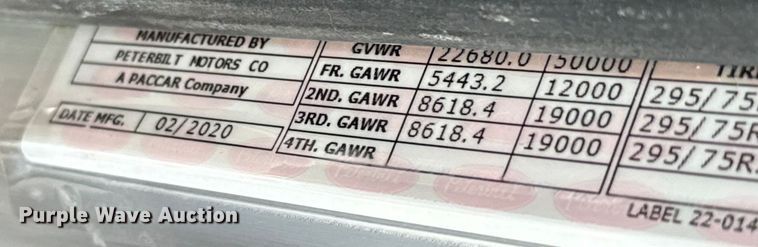 MANUFACTURED BY
PETERBILT MOTORS CO
A PACCAR Company
DATE MFG. 02/2020
GVWR 22680.0 50000
FR. GAWR 5443.2 12000 295/75
2ND. GAWR 8618.4 19000 295/75R
3RD. GAWR 8618.4 19000 295/75R
4TH. GAWR
LABEL 22-014
Purple Wave Auction